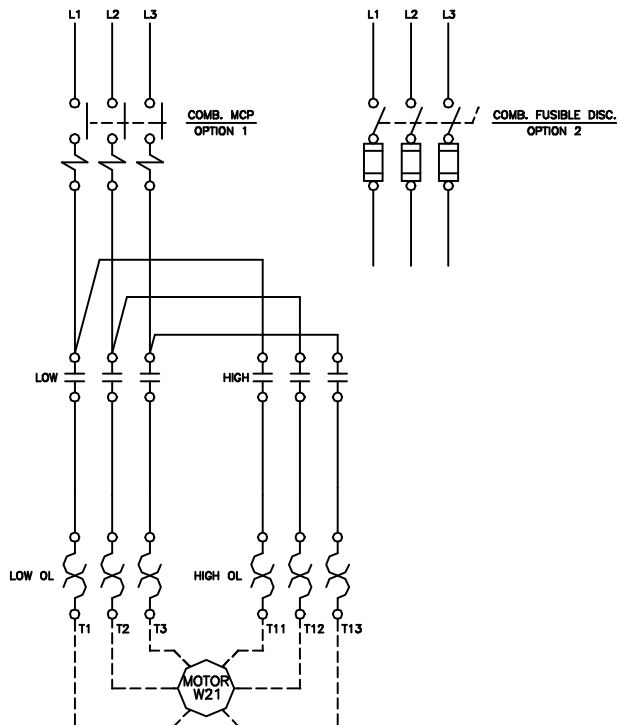 L1 L2 L3
L1 L2 L3
COMB. MCP
OPTION 1
COMB. FUSIBLE DISC.
OPTION 2
LOW
HIGH
LOW OL
HIGH OL
T1 T2 T3 T11 T12 T13
MOTOR
W21